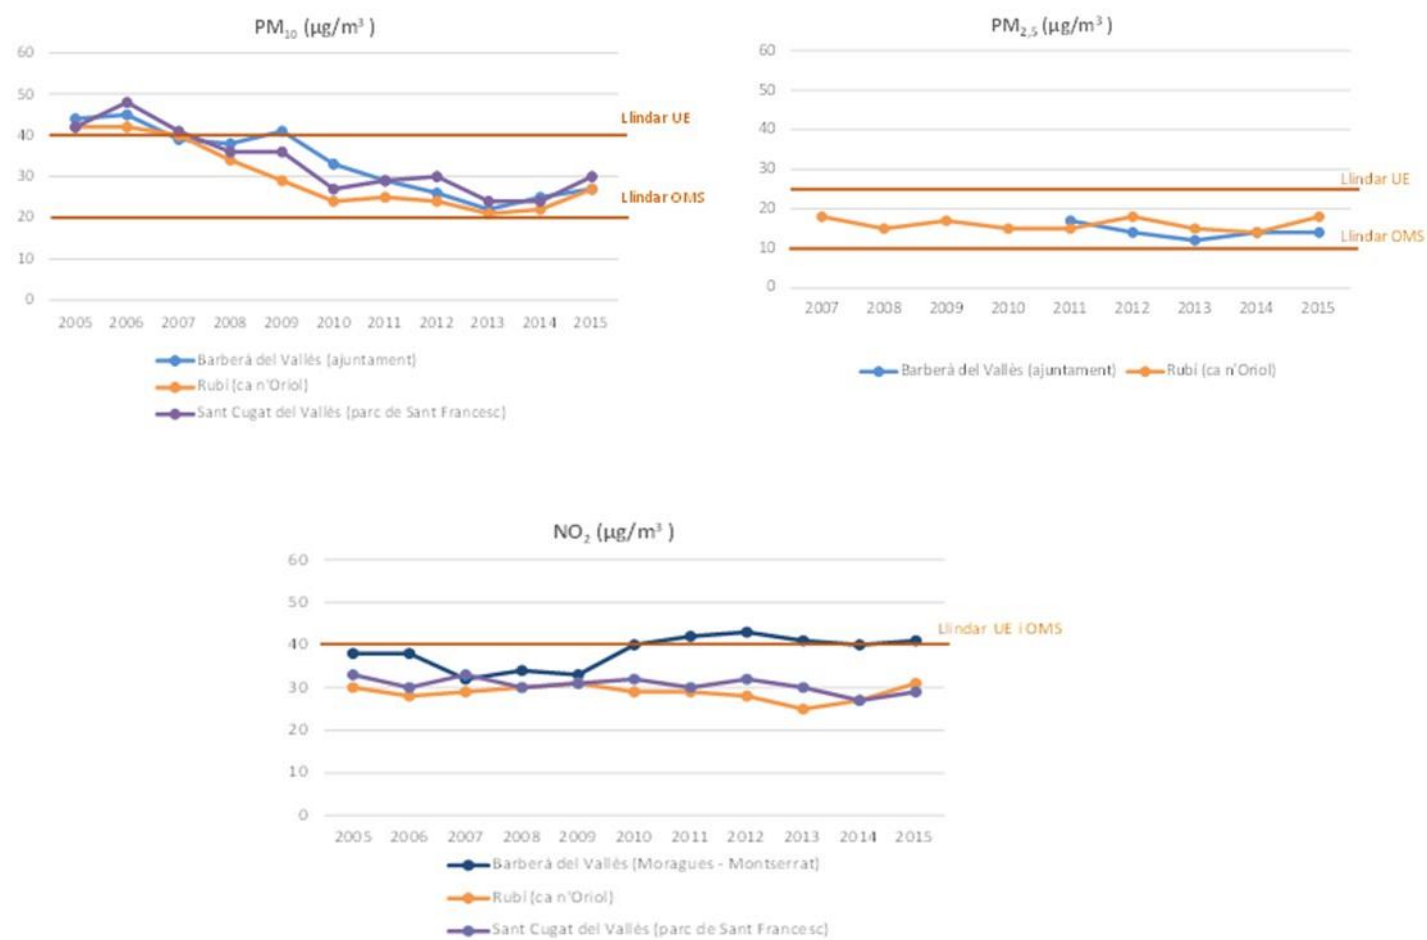 PM₁₀ (µg/m³ )
60
50
40
30
20
10
0
Llindar UE
Llindar OMS
2005 2006 2007 2008 2009 2010 2011 2012 2013 2014 2015
Barberà del Vallès (ajuntament)
Rubí (ca n'Oriol)
Sant Cugat del Vallès (parc de Sant Francesc)
PM₂,₅ (µg/m³ )
60
50
40
30
20
10
0
Llindar UE
Llindar OMS
2007 2008 2009 2010 2011 2012 2013 2014 2015
Barberà del Vallès (ajuntament) Rubí (ca n'Oriol)
NO₂ (µg/m³ )
60
50
40
30
20
10
0
Llindar UE i OMS
2005 2006 2007 2008 2009 2010 2011 2012 2013 2014 2015
Barberà del Vallès (Moragues - Montserrat)
Rubí (ca n'Oriol)
Sant Cugat del Vallès (parc de Sant Francesc)